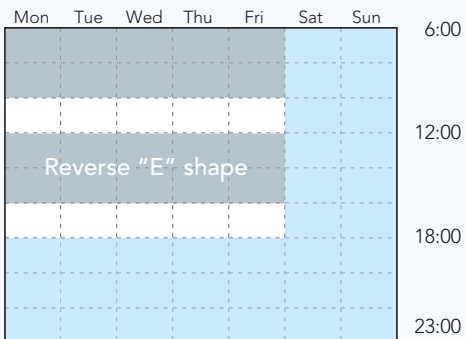 Mon Tue Wed Thu Fri Sat Sun
6:00
12:00
Reverse “E” shape
18:00
23:00